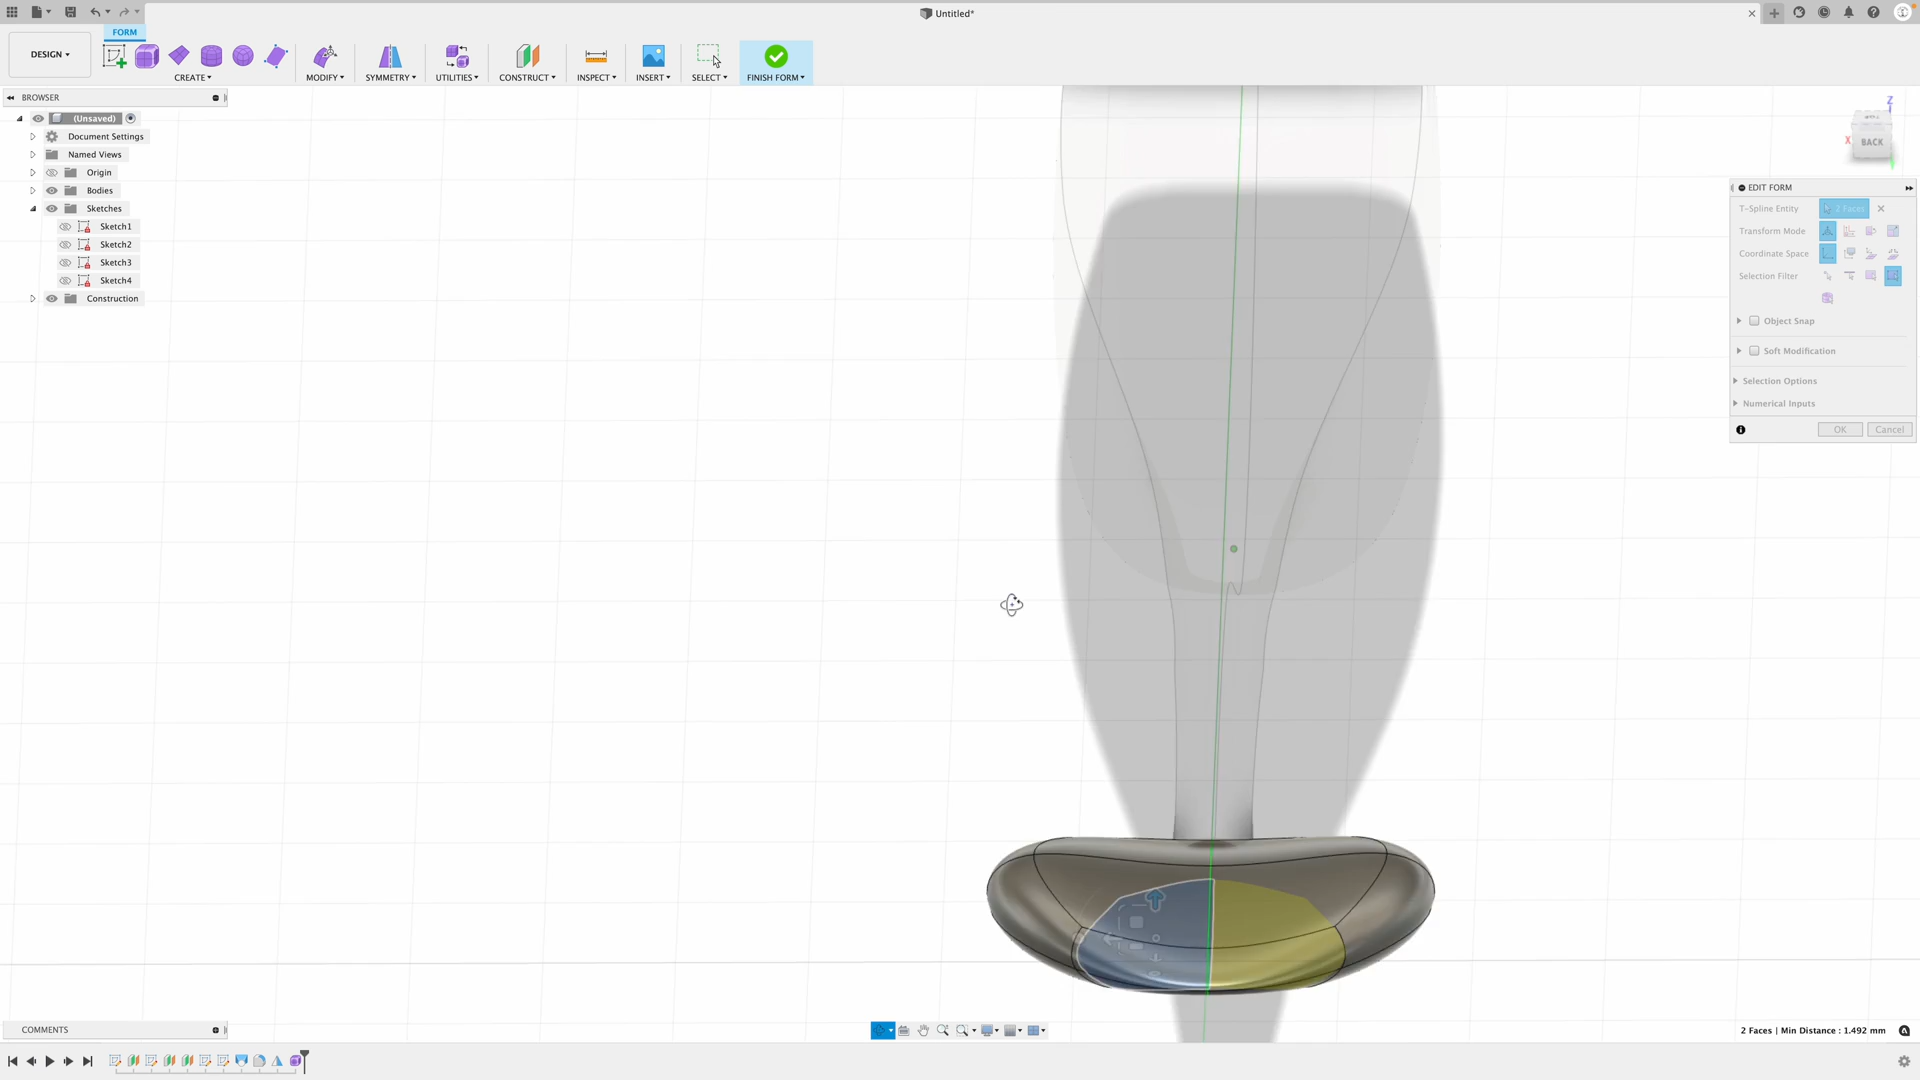 Untitled*
DESIGN
FORM
CREATE
MODIFY
SYMMETRY
UTILITIES
CONSTRUCT
INSPECT
INSERT
SELECT
FINISH FORM
BROWSER
(Unsaved)
Document Settings
Named Views
Origin
Bodies
Sketches
Sketch1
Sketch2
Sketch3
Sketch4
Construction
Z
X
BACK
EDIT FORM
T-Spline Entity
2 Faces
Transform Mode
Coordinate Space
Selection Filter
Object Snap
Soft Modification
Selection Options
Numerical Inputs
OK
Cancel
COMMENTS
2 Faces | Min Distance : 1.492 mm